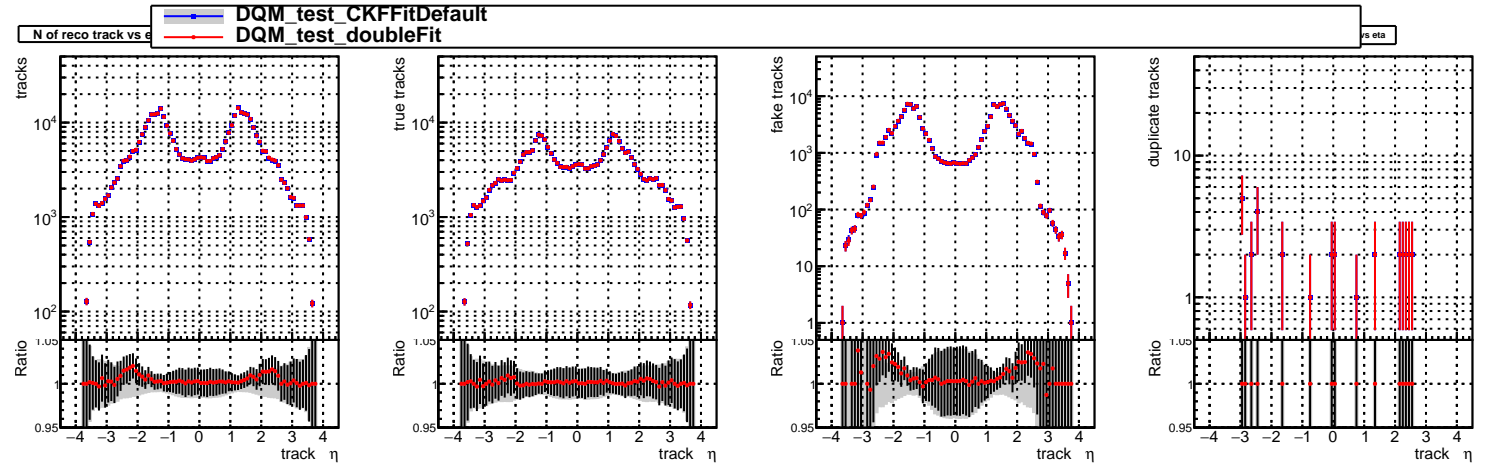 DQM_test_CKFFitDefault
DQM_test_doubleFit
N of reco track vs e
vs eta
tracks
10⁴
10³
10²
Ratio
1.05
1
0.95
−4 −3 −2 −1 0 1 2 3 4
track η
true tracks
10⁴
10³
10²
Ratio
1.05
1
0.95
−4 −3 −2 −1 0 1 2 3 4
track η
fake tracks
10⁴
10³
10²
10
1
Ratio
1.05
1
0.95
−4 −3 −2 −1 0 1 2 3 4
track η
duplicate tracks
10
1
Ratio
1.05
1
0.95
−4 −3 −2 −1 0 1 2 3 4
track η